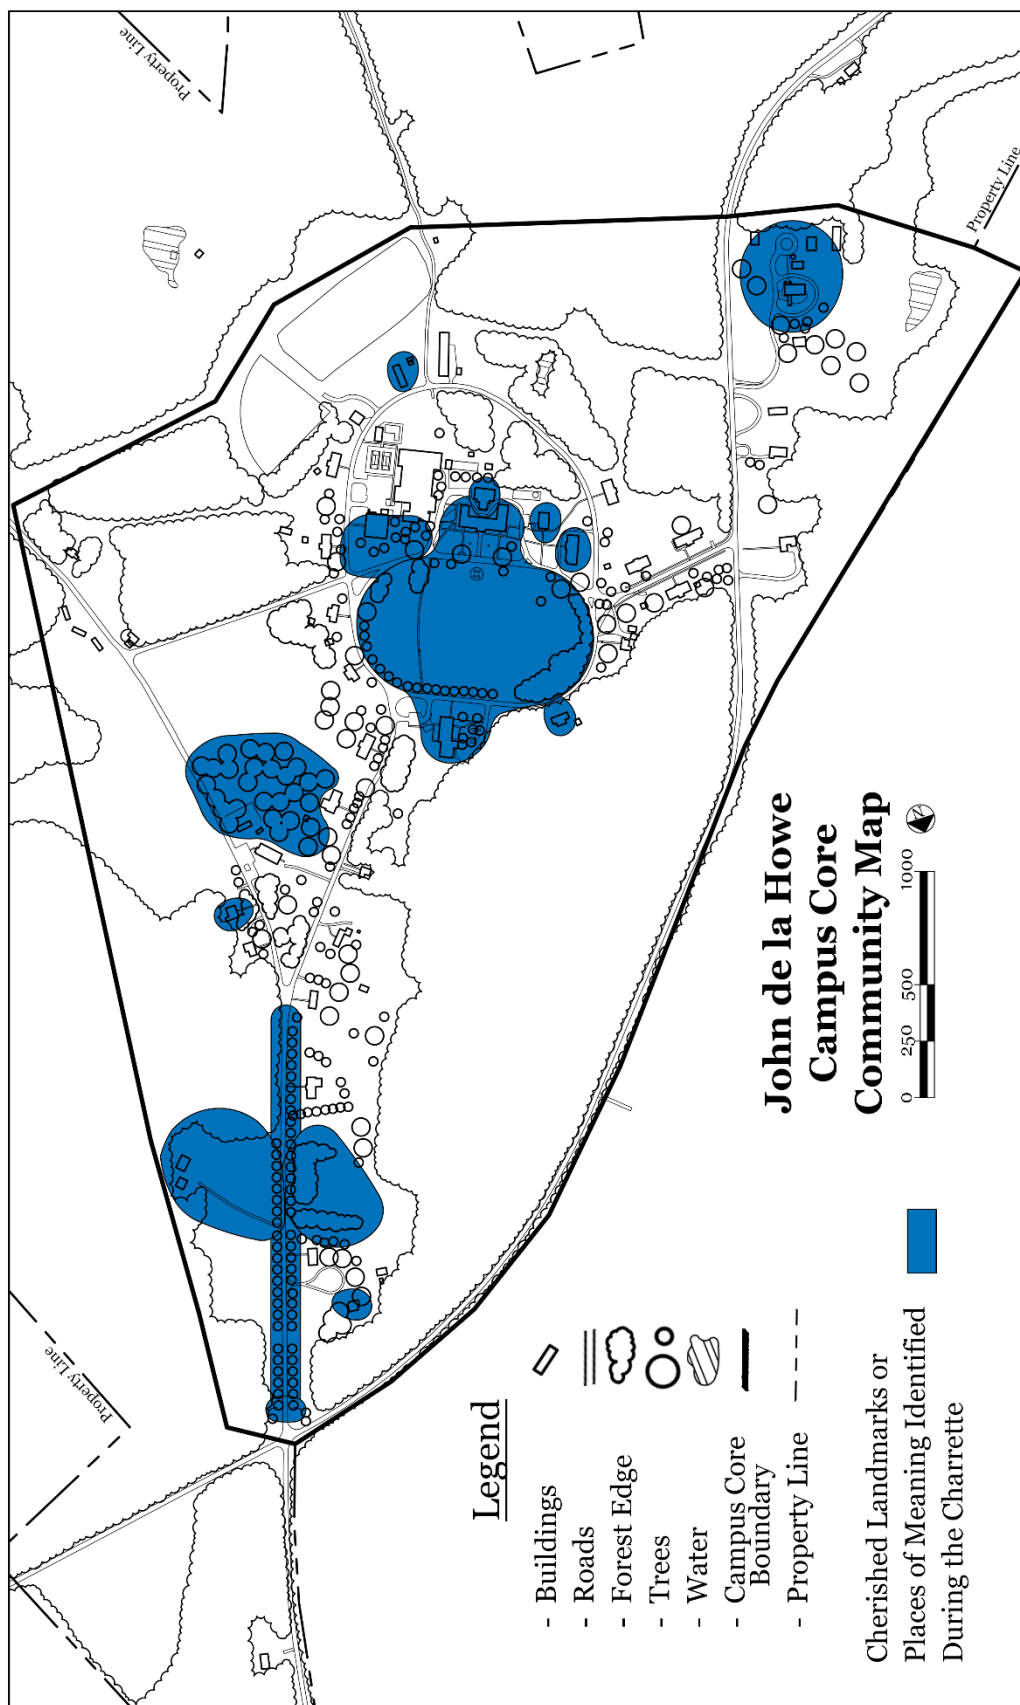 Property Line
Property Line
Property Line
John de la Howe
Campus Core
Community Map
0 250 500 1000
N
Legend
- Buildings
- Roads
- Forest Edge
- Trees
- Water
- Campus Core
Boundary
- Property Line
Cherished Landmarks or
Places of Meaning Identified
During the Charrette